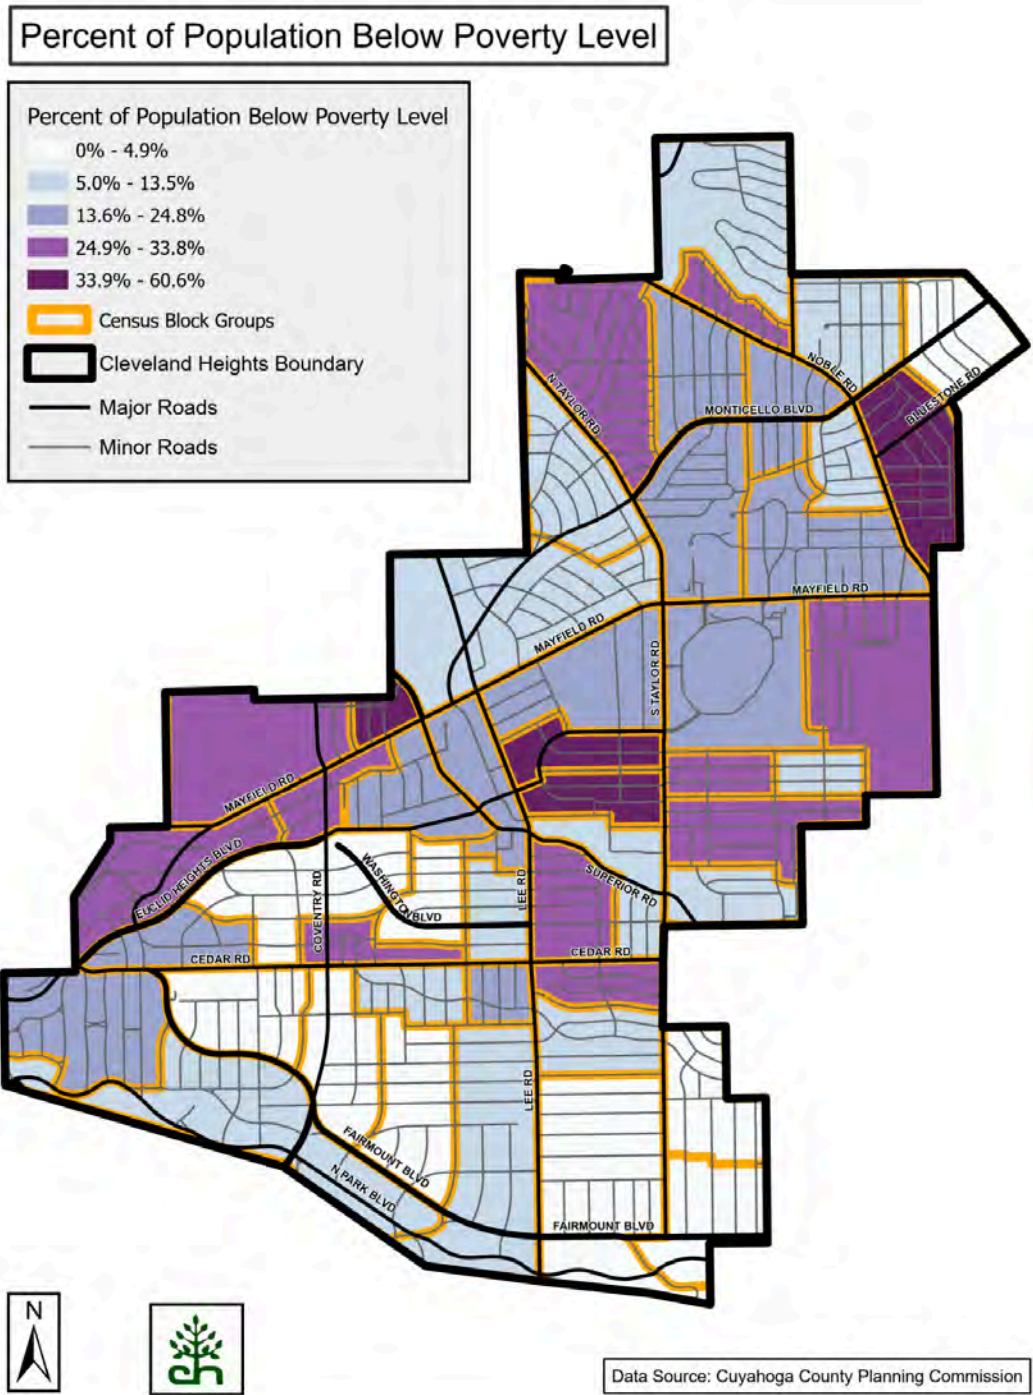 Percent of Population Below Poverty Level
Percent of Population Below Poverty Level
0% - 4.9%
5.0% - 13.5%
13.6% - 24.8%
24.9% - 33.8%
33.9% - 60.6%
Census Block Groups
Cleveland Heights Boundary
Major Roads
Minor Roads
NOBLE RD
BLUESTONE RD
N TAYLOR RD
MONTICELLO BLVD
MAYFIELD RD
MAYFIELD RD
S TAYLOR RD
MAYFIELD RD
EUCLID HEIGHTS BLVD
WASHINGTON BLVD
COVENTRY RD
LEE RD
SUPERIOR RD
CEDAR RD
CEDAR RD
LEE RD
FAIRMOUNT BLVD
N PARK BLVD
FAIRMOUNT BLVD
N
ch
Data Source: Cuyahoga County Planning Commission